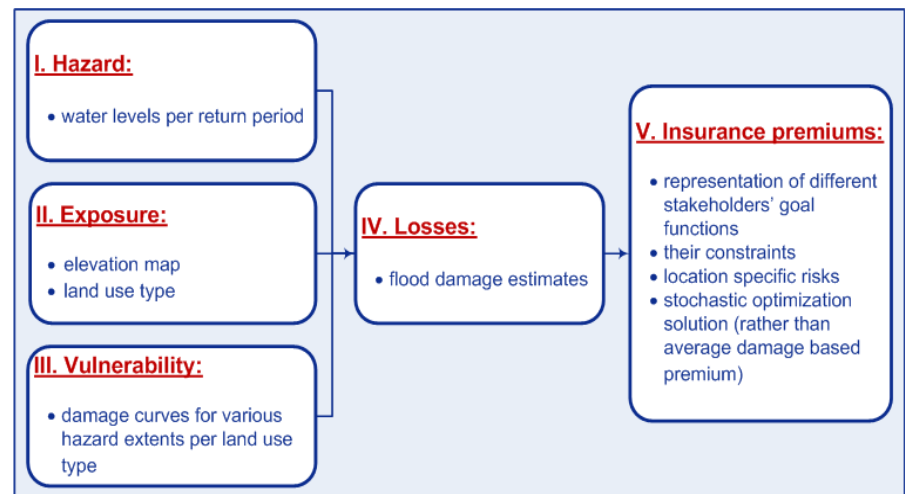 I. Hazard:
• water levels per return period
II. Exposure:
• elevation map
• land use type
III. Vulnerability:
• damage curves for various
hazard extents per land use
type
IV. Losses:
• flood damage estimates
V. Insurance premiums:
• representation of different
stakeholders’ goal
functions
• their constraints
• location specific risks
• stochastic optimization
solution (rather than
average damage based
premium)